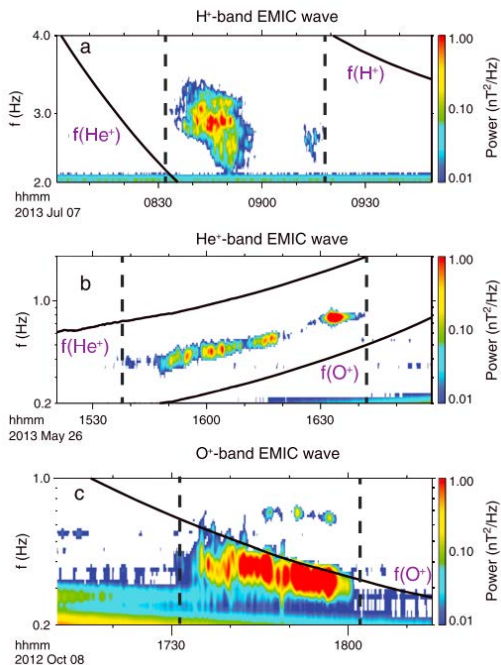 H⁺-band EMIC wave
4.0
a
f(H⁺)
3.0
f (Hz)
f(He⁺)
2.0
1.00
0.10
0.01
Power (nT²/Hz)
hhmm 0830 0900 0930
2013 Jul 07
He⁺-band EMIC wave
b
1.0
f (Hz)
f(He⁺)
f(O⁺)
0.2
1.00
0.10
0.01
Power (nT²/Hz)
hhmm 1530 1600 1630
2013 May 26
O⁺-band EMIC wave
1.0
c
f (Hz)
f(O⁺)
0.2
1.00
0.10
0.01
Power (nT²/Hz)
hhmm 1730 1800
2012 Oct 08